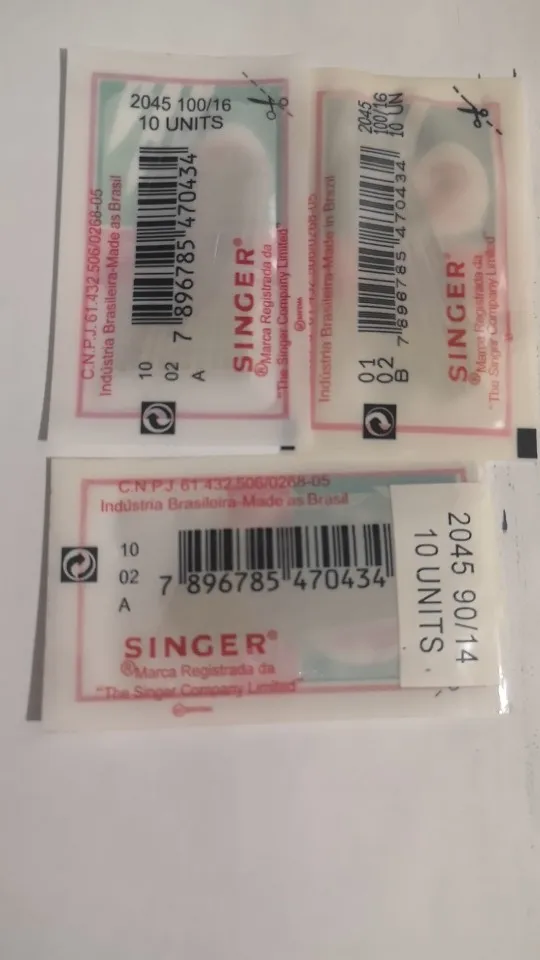 2045 100/16
10 UNITS
C.N.P.J. 61.432.506/0268-05
Indústria Brasileira-Made as Brasil
7 896785 470434
10
02
A
SINGER®
®Marca Registrada da
"The Singer Company Limited"
2045
100/16
10 UN
Indústria Brasileira-Made in Brazil
7 896785 470434
01
02
B
SINGER®
®Marca Registrada da
"The Singer Company Limited
C.N.P.J. 61.432.506/0268-05
Indústria Brasileira-Made as Brasil
10
02
A
7 896785 470434
SINGER®
®Marca Registrada da
"The Singer Company Limited"
2045 90/14
10 UNITS